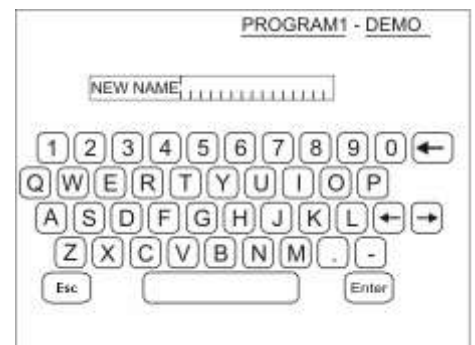 PROGRAM1 - DEMO
NEW NAME
1 2 3 4 5 6 7 8 9 0 ←
Q W E R T Y U I O P
A S D F G H J K L ← →
Z X C V B N M . -
Esc Enter